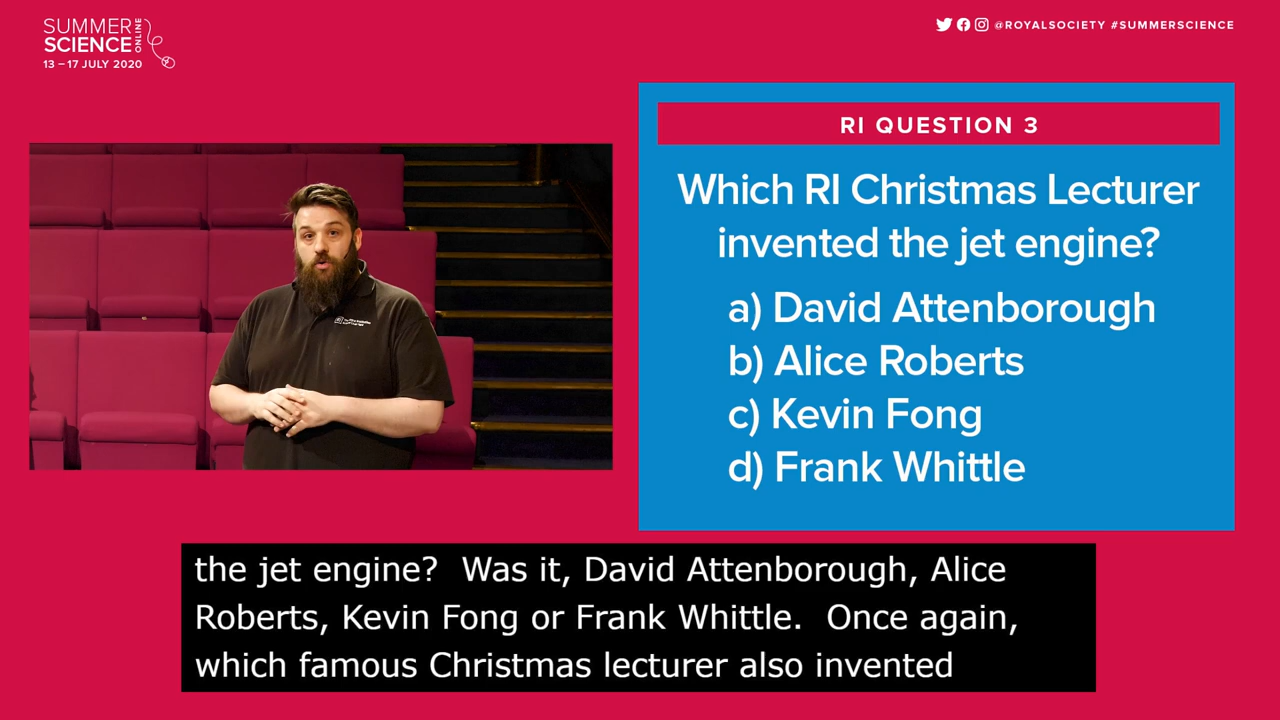 SUMMER
SCIENCE
ONLINE
13 – 17 JULY 2020
@ROYALSOCIETY #SUMMERSCIENCE
RI QUESTION 3
Which RI Christmas Lecturer
invented the jet engine?
a) David Attenborough
b) Alice Roberts
c) Kevin Fong
d) Frank Whittle
the jet engine?  Was it, David Attenborough, Alice
Roberts, Kevin Fong or Frank Whittle.  Once again,
which famous Christmas lecturer also invented